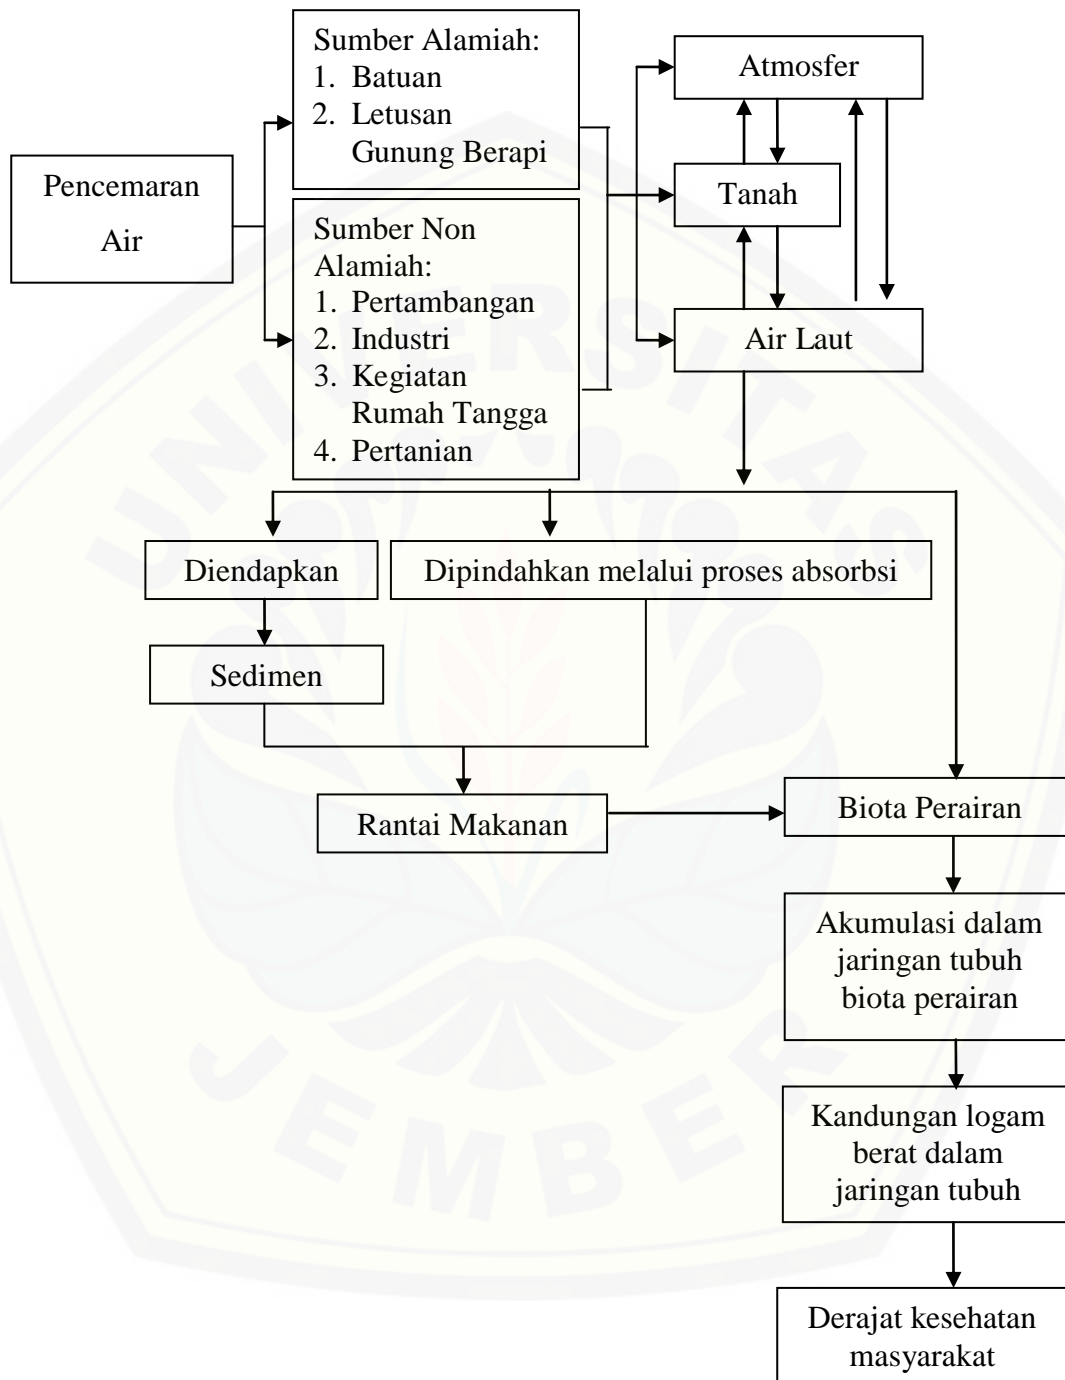 Sumber Alamiah:
1. Batuan
2. Letusan
Gunung Berapi
Atmosfer
Pencemaran
Air
Tanah
Sumber Non
Alamiah:
1. Pertambangan
2. Industri
3. Kegiatan
Rumah Tangga
4. Pertanian
Air Laut
Diendapkan
Dipindahkan melalui proses absorbsi
Sedimen
Rantai Makanan
Biota Perairan
Akumulasi dalam
jaringan tubuh
biota perairan
Kandungan logam
berat dalam
jaringan tubuh
Derajat kesehatan
masyarakat
UNIVERSITAS
JEMBER